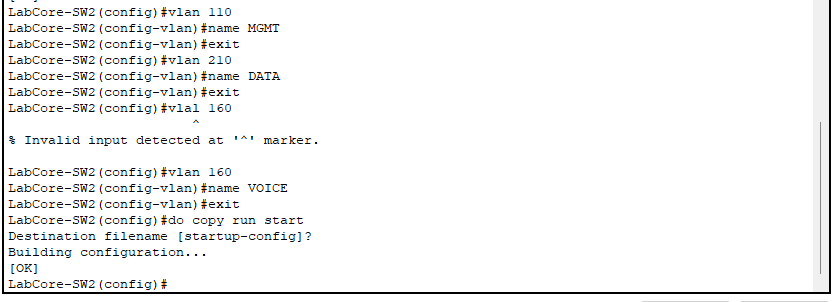 LabCore-SW2(config)#vlan 110
LabCore-SW2(config-vlan)#name MGMT
LabCore-SW2(config-vlan)#exit
LabCore-SW2(config)#vlan 210
LabCore-SW2(config-vlan)#name DATA
LabCore-SW2(config-vlan)#exit
LabCore-SW2(config)#vlal 160
^
% Invalid input detected at '^' marker.
LabCore-SW2(config)#vlan 160
LabCore-SW2(config-vlan)#name VOICE
LabCore-SW2(config-vlan)#exit
LabCore-SW2(config)#do copy run start
Destination filename [startup-config]?
Building configuration...
[OK]
LabCore-SW2(config)#